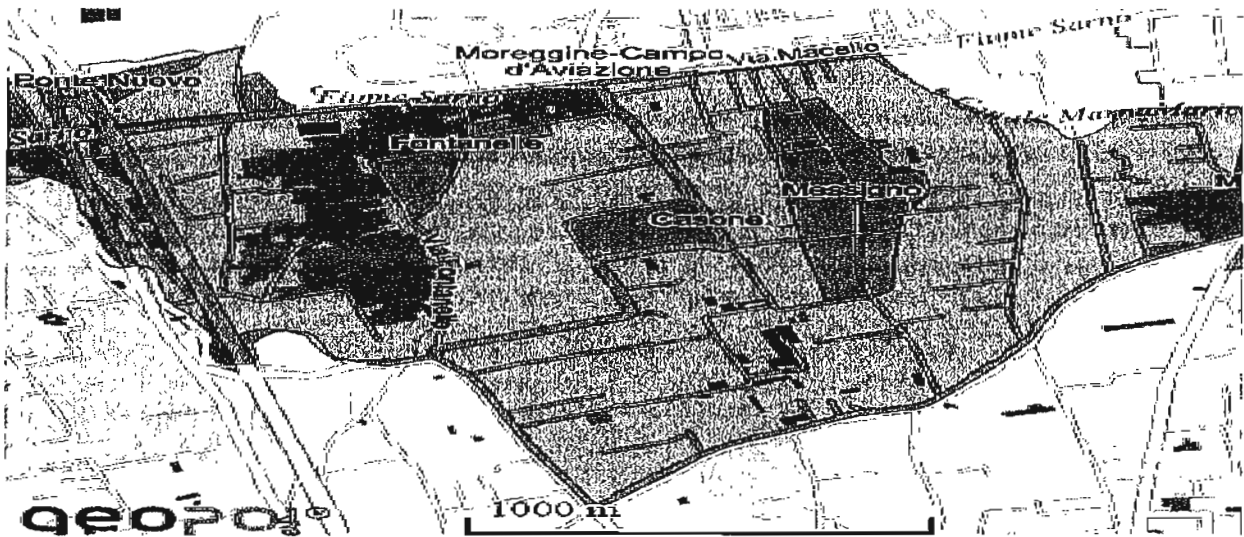 Moreggine-Campo
d'Aviazione
Via Macello
Fiume Sarno
Ponte Nuovo
Fiume Sarno
Sarno
Fontanelle
Messigno
M
Casone
1000 m
geopoi®